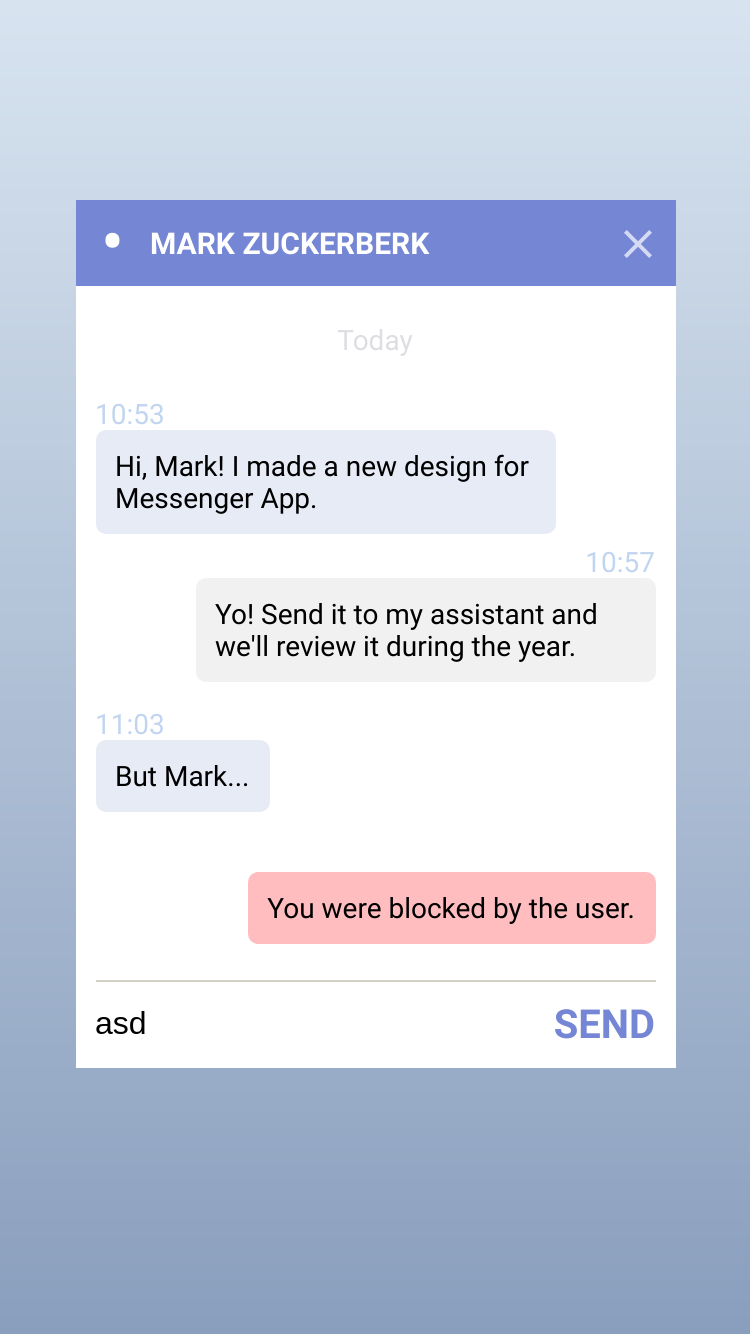 MARK ZUCKERBERK
Today
10:53
Hi, Mark! I made a new design for
Messenger App.
10:57
Yo! Send it to my assistant and
we'll review it during the year.
11:03
But Mark...
You were blocked by the user.
asd
SEND